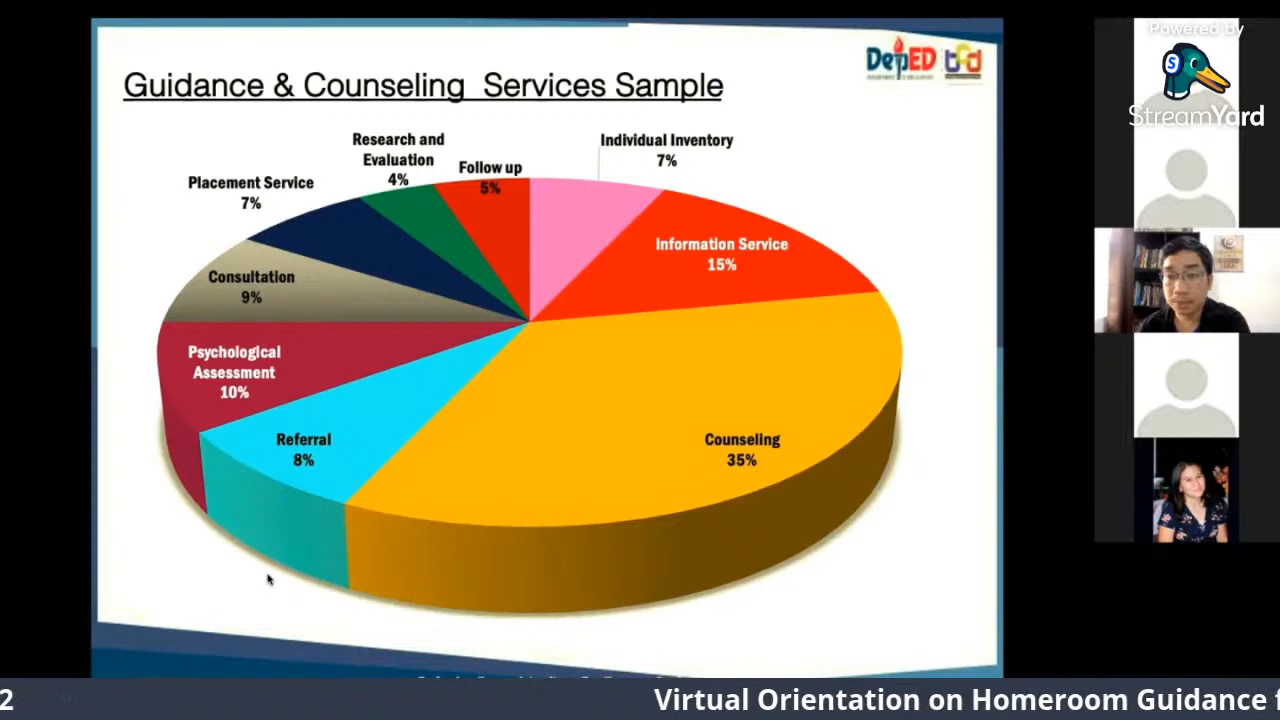 Powered by
S
StreamYard
DepED
Guidance & Counseling Services Sample
Research and
Evaluation
4%
Follow up
5%
Individual Inventory
7%
Placement Service
7%
Information Service
15%
Consultation
9%
Psychological
Assessment
10%
Referral
8%
Counseling
35%
2
Virtual Orientation on Homeroom Guidance